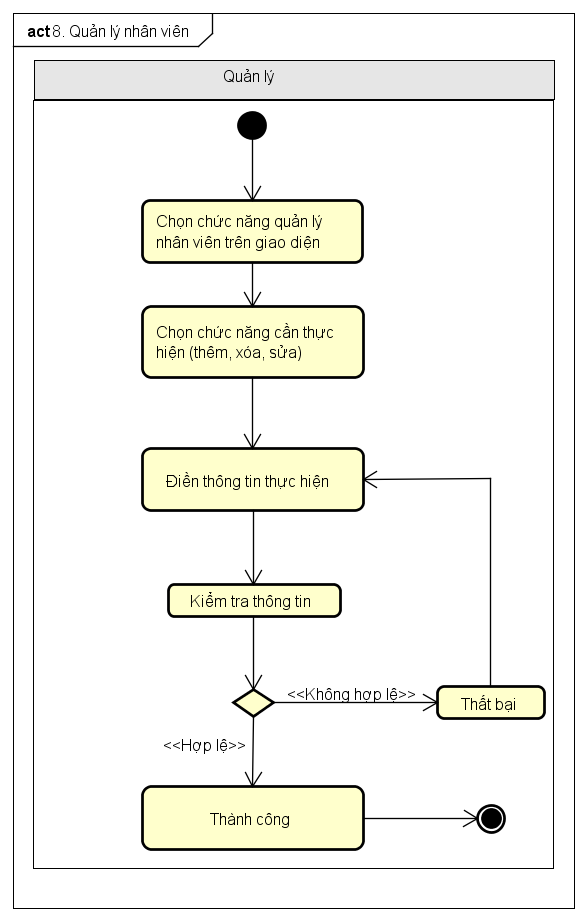 act 8. Quản lý nhân viên
Quản lý
Chọn chức năng quản lý
nhân viên trên giao diện
Chọn chức năng cần thực
hiện (thêm, xóa, sửa)
Điền thông tin thực hiện
Kiểm tra thông tin
<<Không hợp lệ>>
Thất bại
<<Hợp lệ>>
Thành công